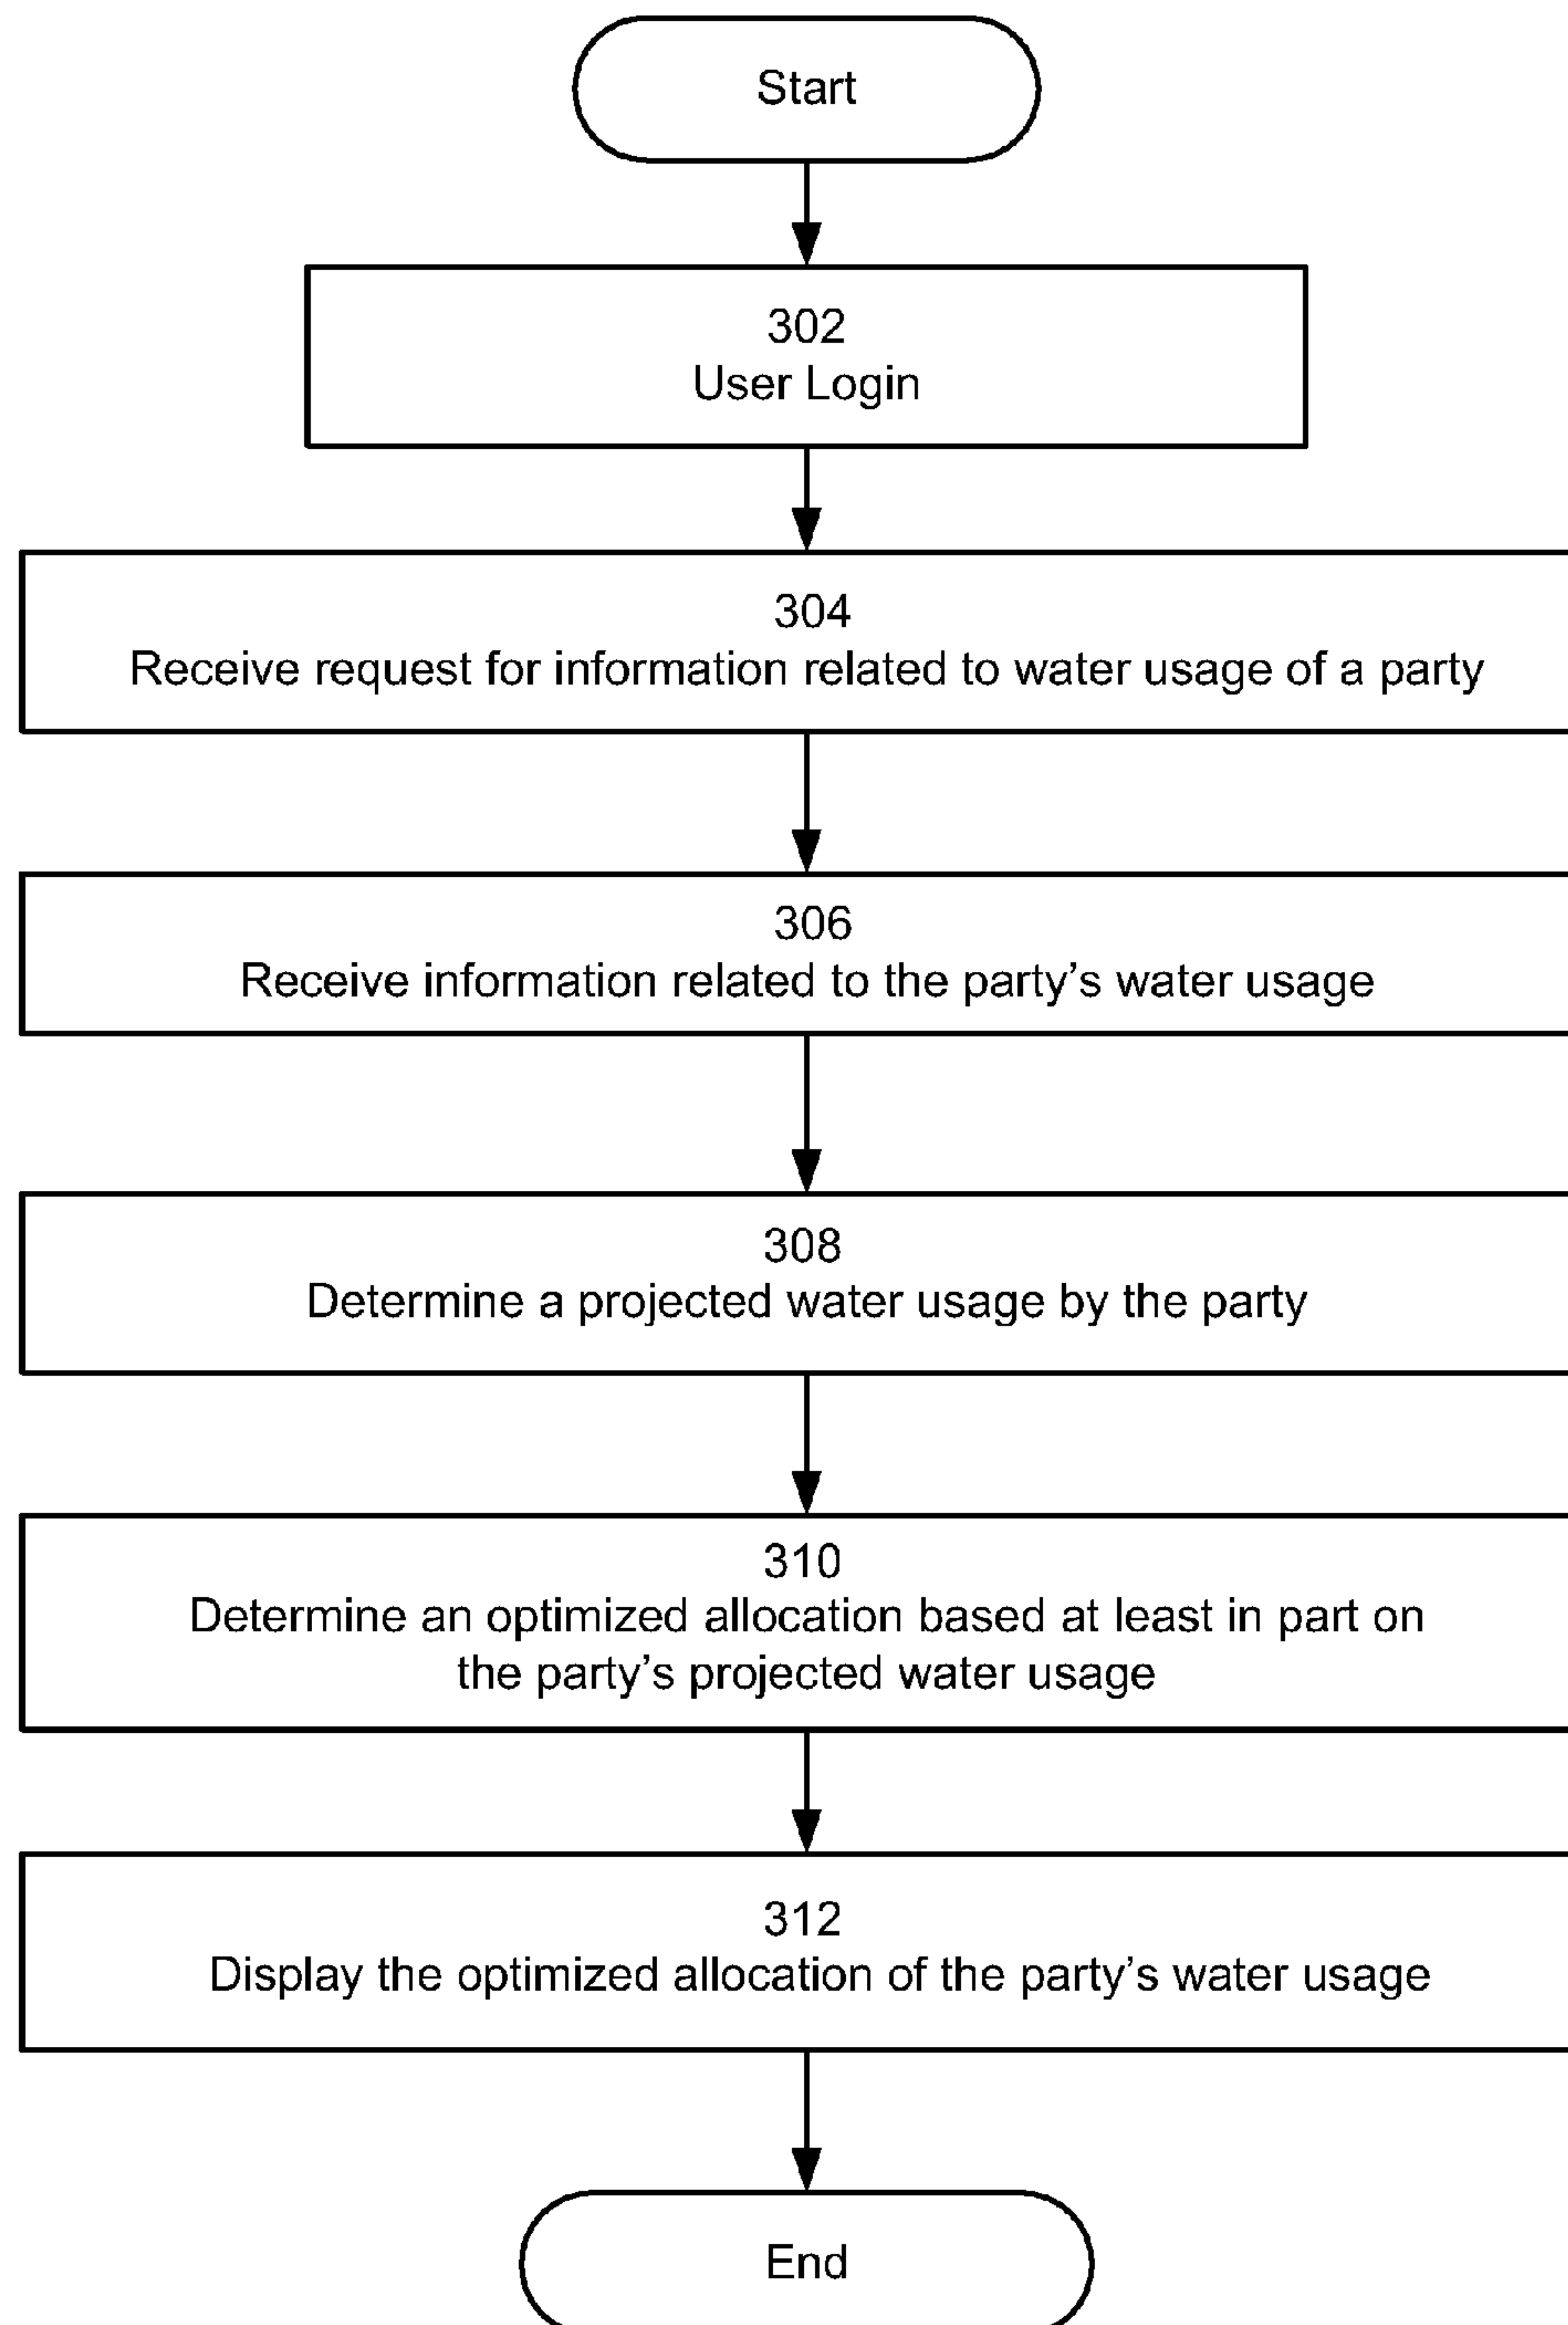 Start
302
User Login
304
Receive request for information related to water usage of a party
306
Receive information related to the party’s water usage
308
Determine a projected water usage by the party
310
Determine an optimized allocation based at least in part on
the party’s projected water usage
312
Display the optimized allocation of the party’s water usage
End